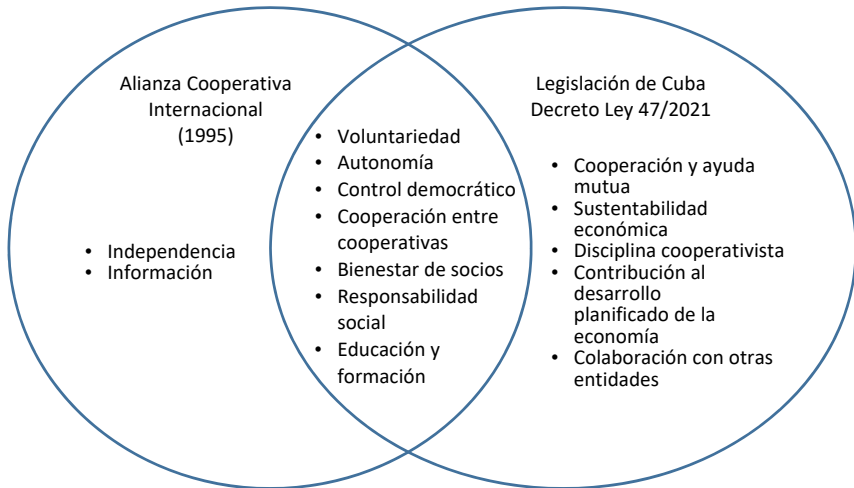 Alianza Cooperativa
Internacional
(1995)
• Independencia
• Información
• Voluntariedad
• Autonomía
• Control democrático
• Cooperación entre
cooperativas
• Bienestar de socios
• Responsabilidad
social
• Educación y
formación
Legislación de Cuba
Decreto Ley 47/2021
• Cooperación y ayuda
mutua
• Sustentabilidad
económica
• Disciplina cooperativista
• Contribución al
desarrollo
planificado de la
economía
• Colaboración con otras
entidades